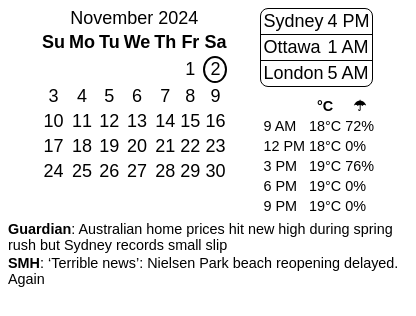 November 2024
Su Mo Tu We Th Fr Sa
1 2
3 4 5 6 7 8 9
10 11 12 13 14 15 16
17 18 19 20 21 22 23
24 25 26 27 28 29 30
Sydney 4 PM
Ottawa 1 AM
London 5 AM
°C ☂
9 AM 18°C 72%
12 PM 18°C 0%
3 PM 19°C 76%
6 PM 19°C 0%
9 PM 19°C 0%
Guardian: Australian home prices hit new high during spring
rush but Sydney records small slip
SMH: ‘Terrible news’: Nielsen Park beach reopening delayed.
Again